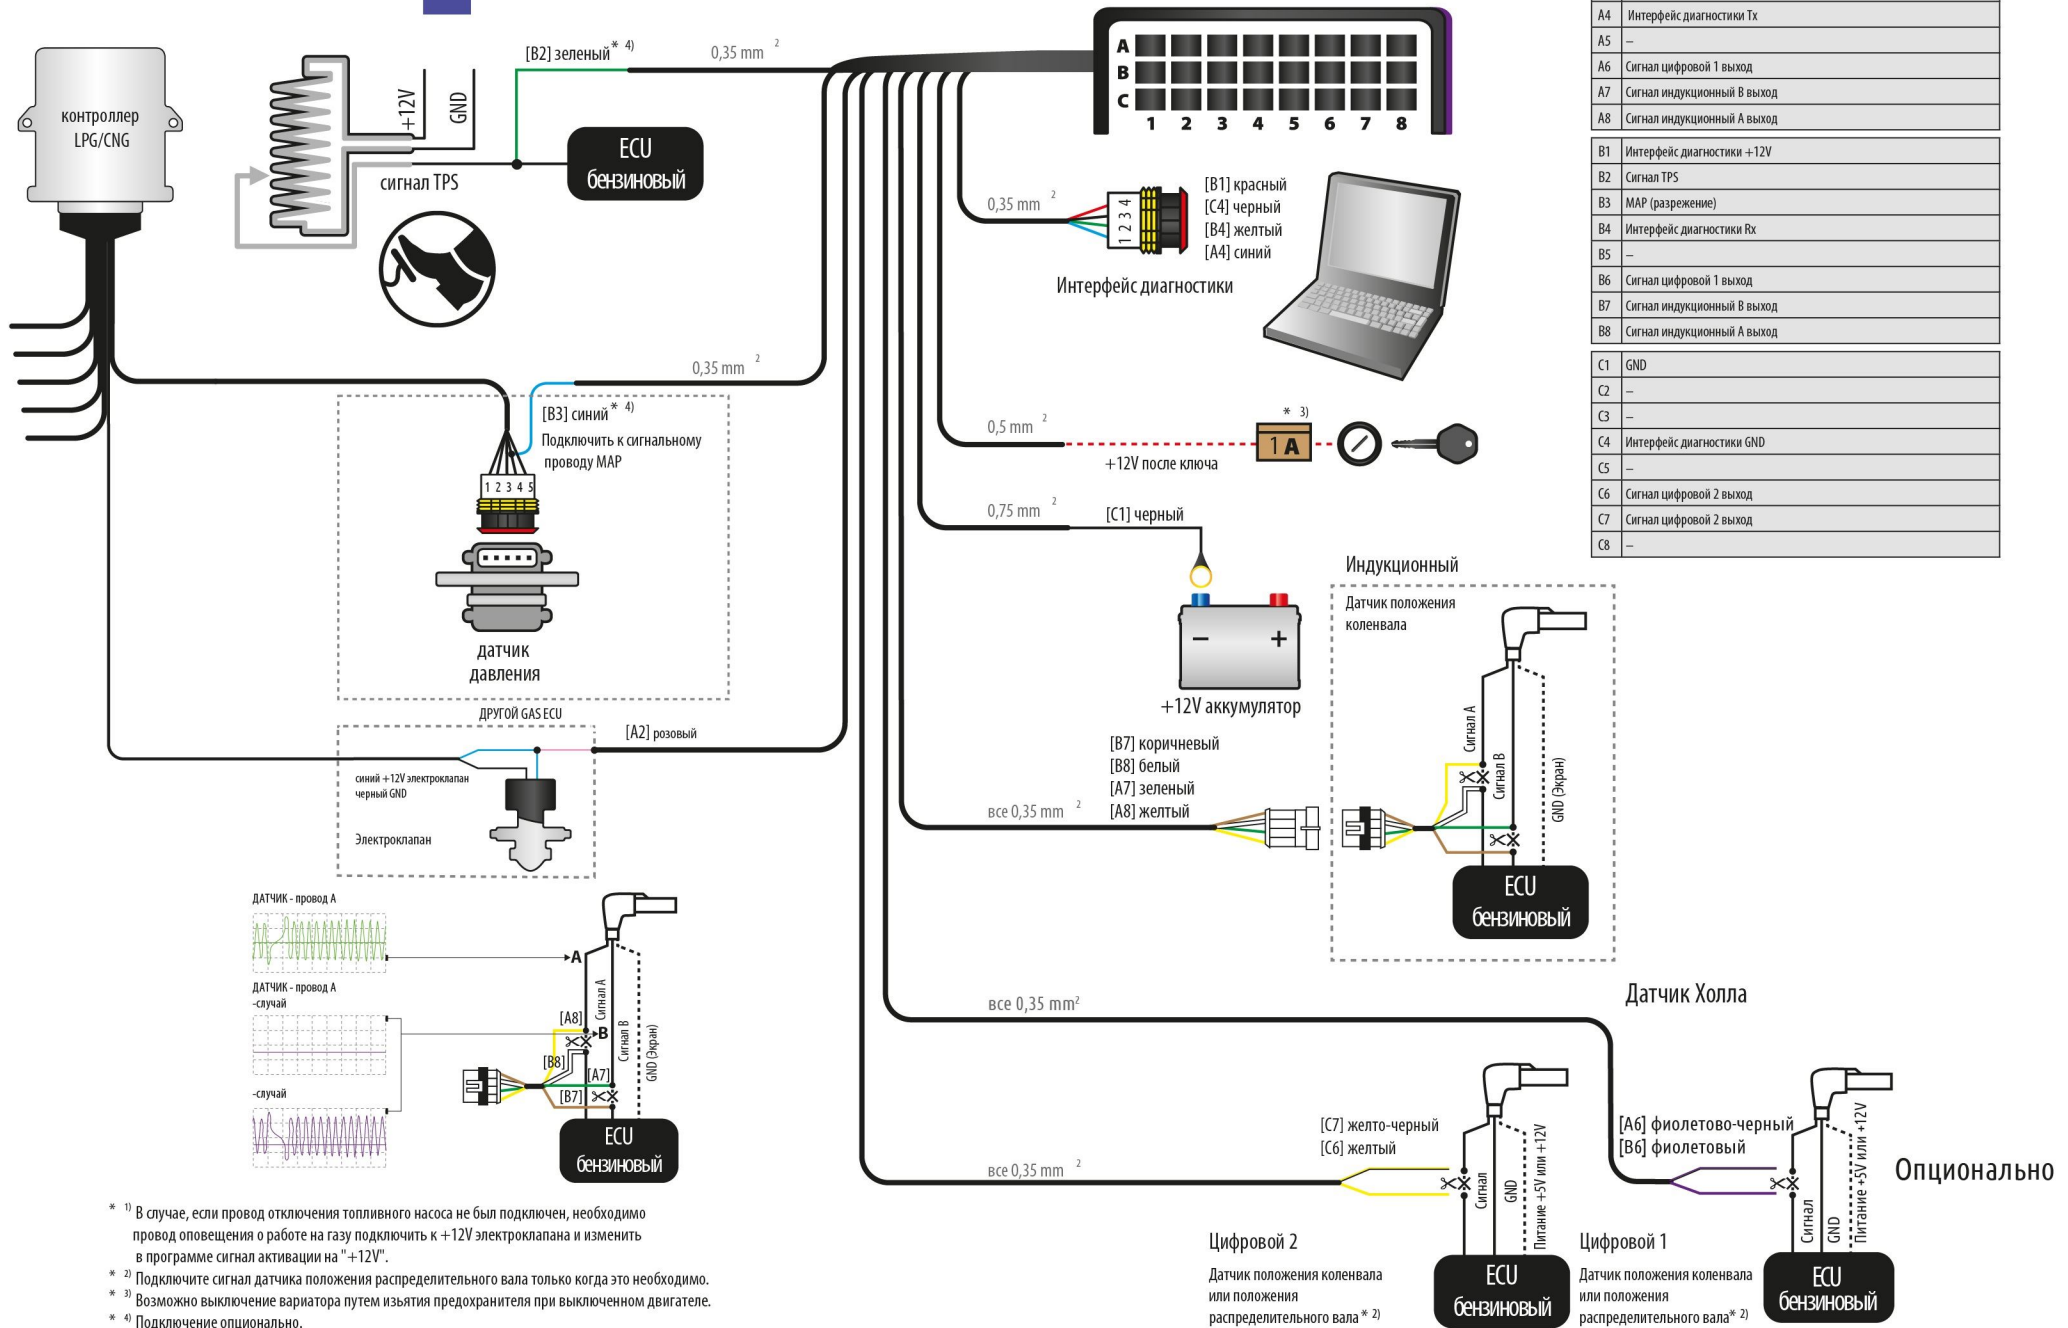 контроллер
LPG/CNG
+12V
GND
[B2] зеленый* 4)
0,35 mm 2
сигнал TPS
ECU
бензиновый
A
B
C
1 2 3 4 5 6 7 8
0,35 mm 2
1 2 3 4
[B1] красный
[C4] черный
[B4] желтый
[A4] синий
Интерфейс диагностики
A4 Интерфейс диагностики Tx
A5 –
A6 Сигнал цифровой 1 выход
A7 Сигнал индукционный B выход
A8 Сигнал индукционный A выход
B1 Интерфейс диагностики +12V
B2 Сигнал TPS
B3 MAP (разрежение)
B4 Интерфейс диагностики Rx
B5 –
B6 Сигнал цифровой 1 выход
B7 Сигнал индукционный B выход
B8 Сигнал индукционный A выход
C1 GND
C2 –
C3 –
C4 Интерфейс диагностики GND
C5 –
C6 Сигнал цифровой 2 выход
C7 Сигнал цифровой 2 выход
C8 –
0,35 mm 2
[B3] синий* 4)
Подключить к сигнальному
проводу MAP
1 2 3 4 5
датчик
давления
0,5 mm 2
* 3)
1 A
+12V после ключа
0,75 mm 2
[C1] черный
– +
+12V аккумулятор
ДРУГОЙ GAS ECU
[A2] розовый
синий +12V электроклапан
черный GND
Электроклапан
[B7] коричневый
[B8] белый
[A7] зеленый
[A8] желтый
все 0,35 mm 2
Индукционный
Датчик положения
коленвала
Сигнал A
Сигнал B
GND (Экран)
ECU
бензиновый
ДАТЧИК - провод A
ДАТЧИК - провод A
-случай
-случай
A
B
Сигнал A
Сигнал B
GND (Экран)
[A8]
[B8]
[A7]
[B7]
ECU
бензиновый
все 0,35 mm2
Датчик Холла
все 0,35 mm 2
[C7] желто-черный
[C6] желтый
Сигнал
GND
Питание +5V или +12V
Цифровой 2
Датчик положения коленвала
или положения
распределительного вала* 2)
ECU
бензиновый
[A6] фиолетово-черный
[B6] фиолетовый
Сигнал
GND
Питание +5V или +12V
Цифровой 1
Датчик положения коленвала
или положения
распределительного вала* 2)
ECU
бензиновый
Опционально
* 1) В случае, если провод отключения топливного насоса не был подключен, необходимо
провод оповещения о работе на газу подключить к +12V электроклапана и изменить
в программе сигнал активации на "+12V".
* 2) Подключите сигнал датчика положения распределительного вала только когда это необходимо.
* 3) Возможно выключение вариатора путем изьятия предохранителя при выключенном двигателе.
* 4) Подключение опционально.